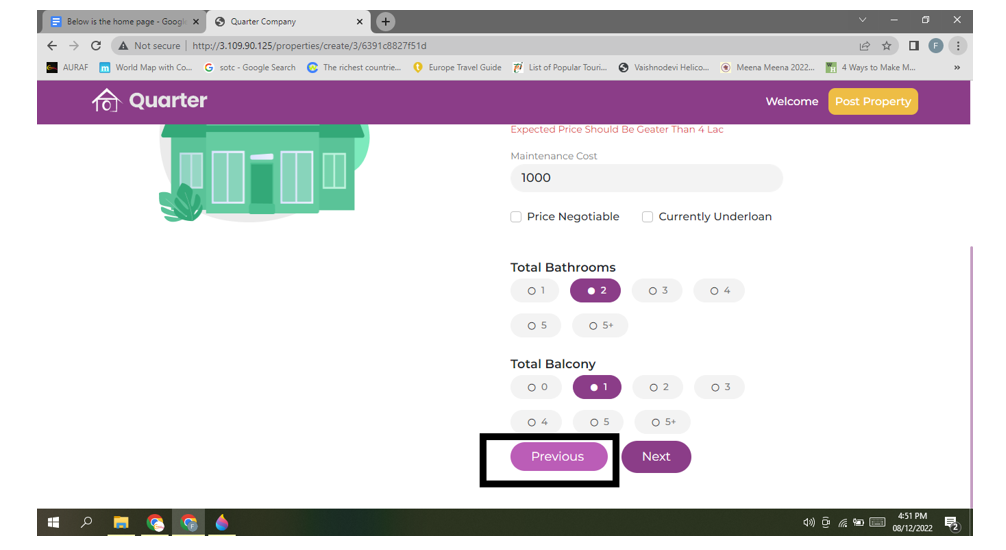 Below is the home page - Googl
Quarter Company
Not secure | http://3.109.90.125/properties/create/3/6391c8827f51d
F
AURAF
World Map with Co...
sotc - Google Search
The richest countrie...
Europe Travel Guide
List of Popular Touri...
Vaishnodevi Helico...
Meena Meena 2022...
4 Ways to Make M...
Quarter
Welcome
Post Property
Expected Price Should Be Geater Than 4 Lac
Maintenance Cost
1000
Price Negotiable
Currently Underloan
Total Bathrooms
1 2 3 4
5 5+
Total Balcony
0 1 2 3
4 5 5+
Previous
Next
4:51 PM
08/12/2022
2